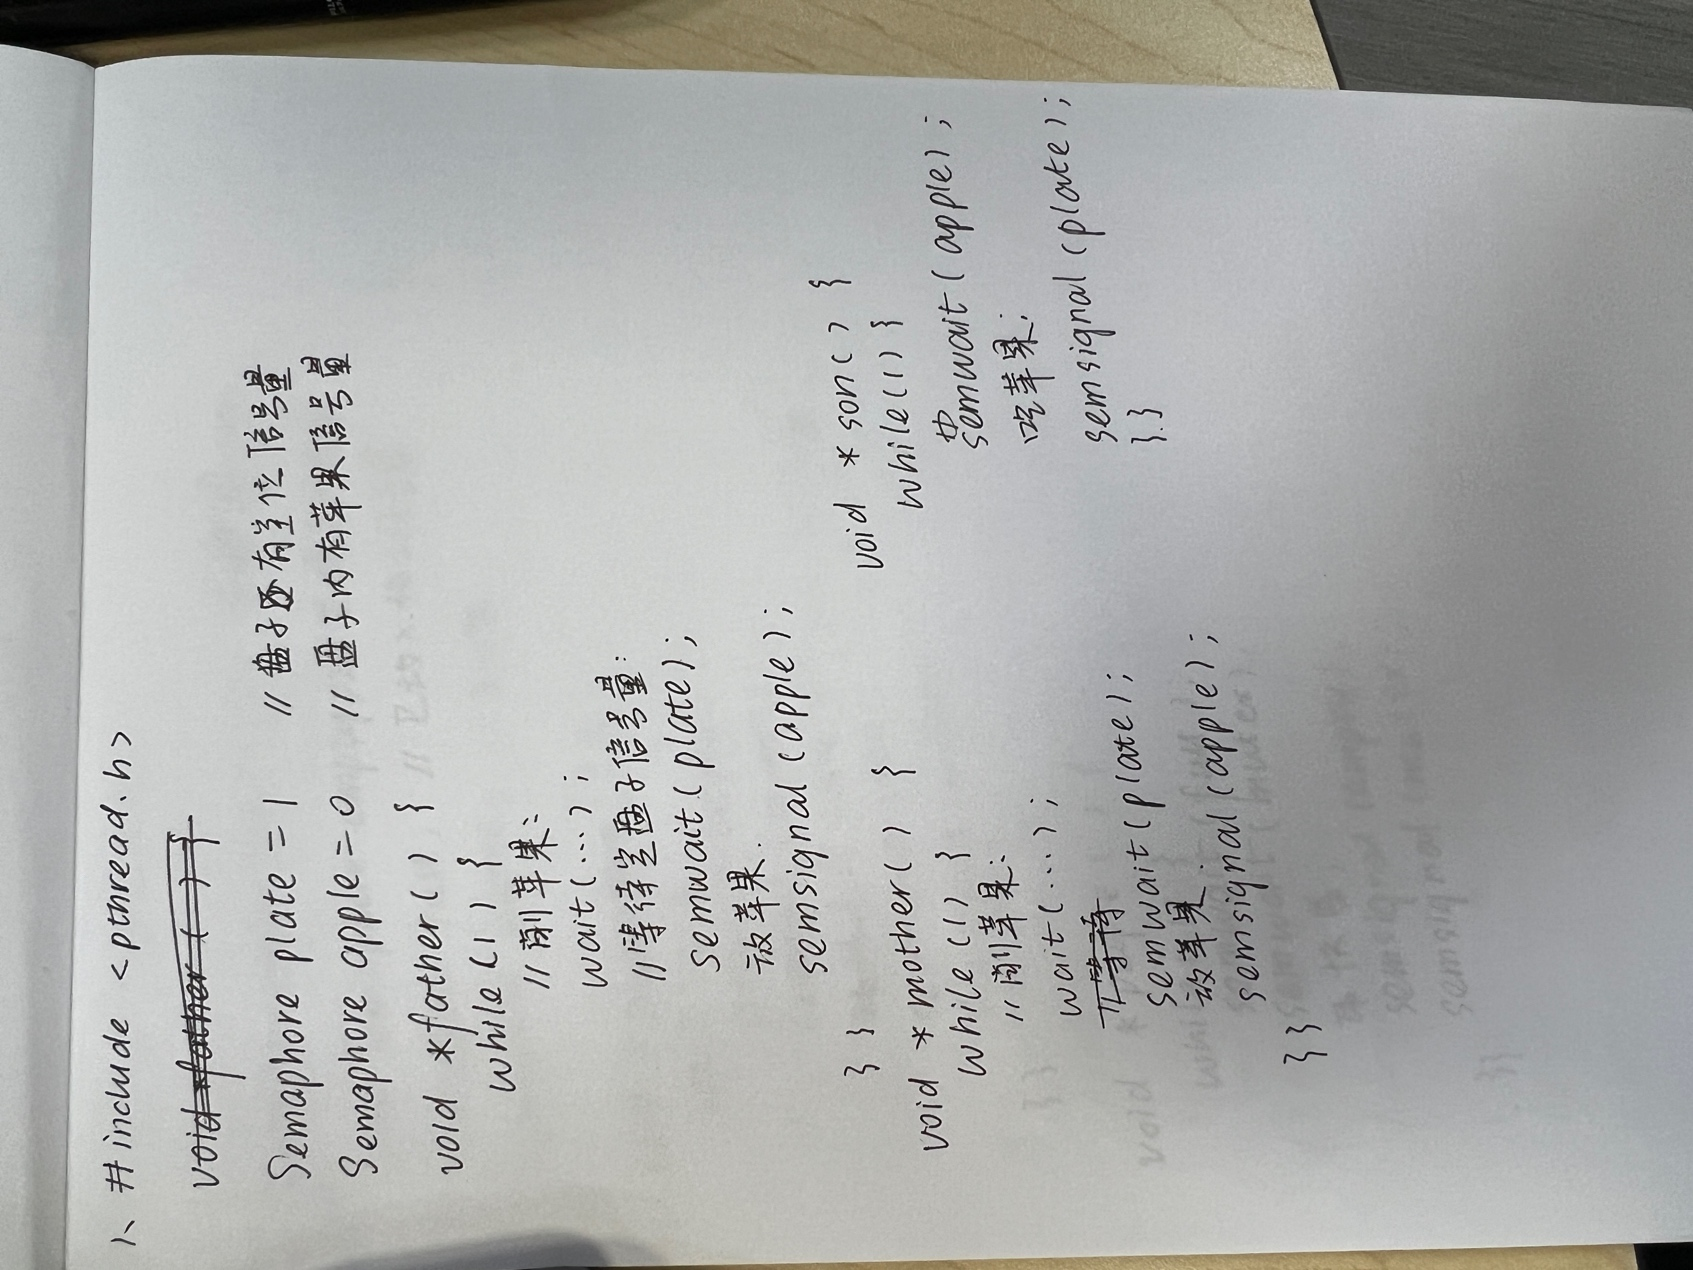 1、#include <pthread.h>
Semaphore plate = 1 // 盘子还有空位信号量
Semaphore apple = 0 // 盘子内有苹果信号量
void *father() {
while(1) {
// 削苹果:
wait(...);
//等待空盘子信号量:
semwait(plate);
放苹果.
semsignal(apple);
} }
void *mother() {
while(1) }
// 削苹果:
wait(...);
semwait(plate);
放苹果.
semsignal(apple);
}}
void *son() {
while(1) {
semwait(apple);
吃苹果;
semsignal(plate);
}}